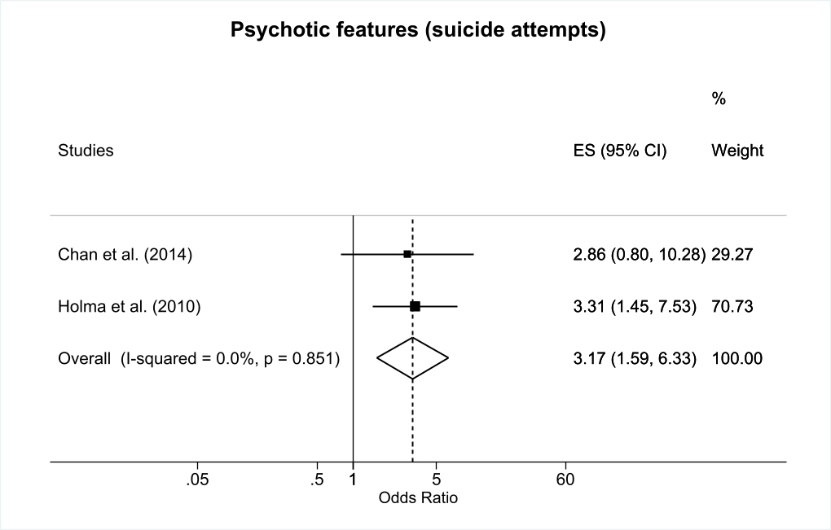 Psychotic features (suicide attempts)
%
Studies ES (95% CI) Weight
Chan et al. (2014) 2.86 (0.80, 10.28) 29.27
Holma et al. (2010) 3.31 (1.45, 7.53) 70.73
Overall (I-squared = 0.0%, p = 0.851) 3.17 (1.59, 6.33) 100.00
.05 .5 1 5 60
Odds Ratio